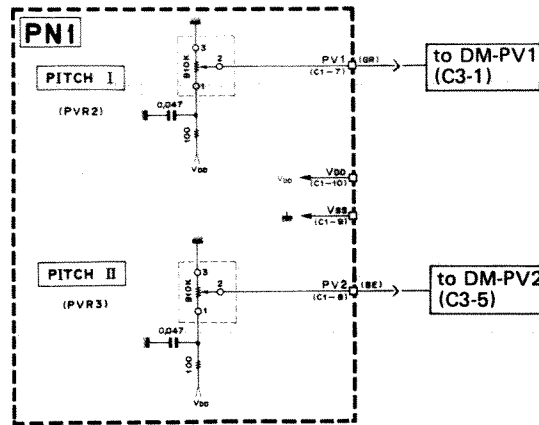 PN1
PITCH I
(PVR2)
3
B10K
2
1
0.047
100
VDD
PV1 (GR)
(C1-7)
to DM-PV1
(C3-1)
VDD
VDD
(C1-10)
VSS
(C1-9)
PITCH II
(PVR3)
3
B10K
2
1
0.047
100
VDD
PV2 (BE)
(C1-8)
to DM-PV2
(C3-5)